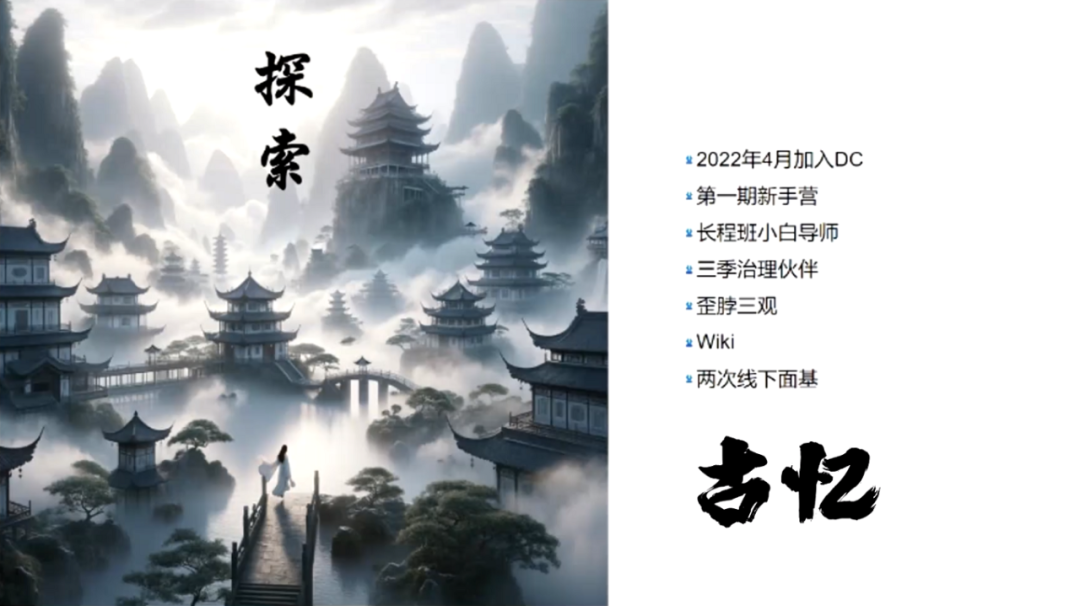 探索
2022年4月加入DC
第一期新手营
长程班小白导师
三季治理伙伴
歪脖三观
Wiki
两次线下面基
古忆